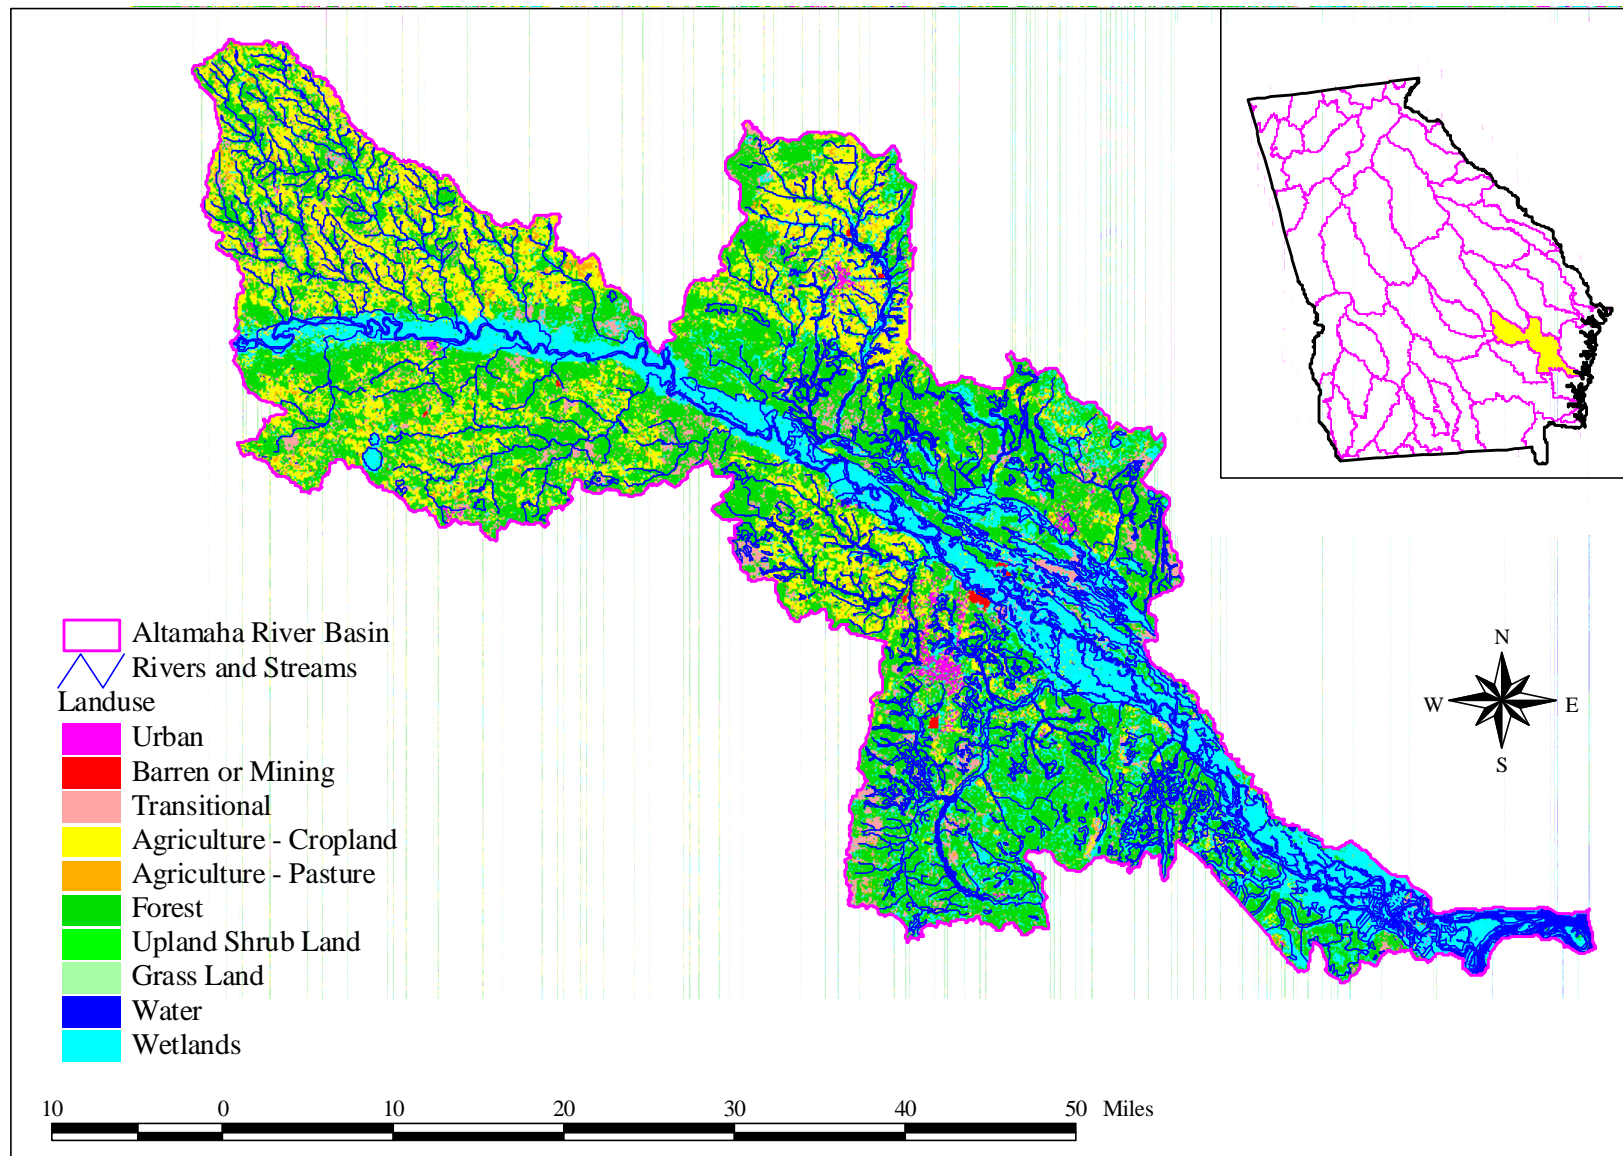 Altamaha River Basin
Rivers and Streams
Landuse
Urban
Barren or Mining
Transitional
Agriculture - Cropland
Agriculture - Pasture
Forest
Upland Shrub Land
Grass Land
Water
Wetlands
N
W E
S
10 0 10 20 30 40 50 Miles